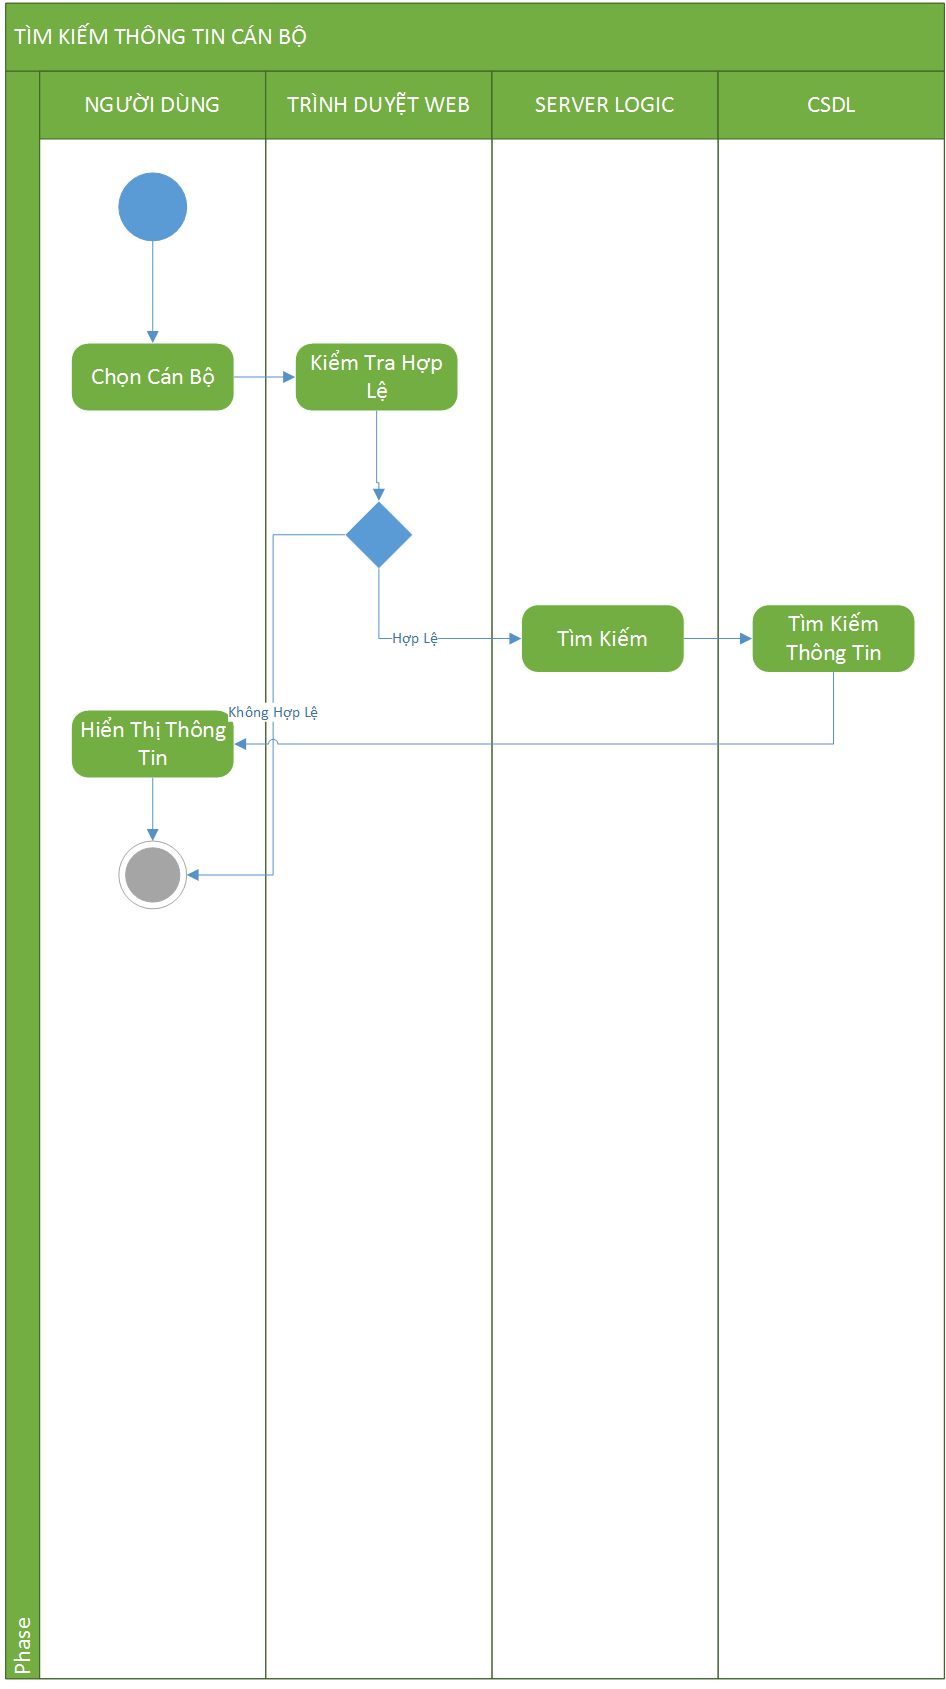 TÌM KIẾM THÔNG TIN CÁN BỘ
NGƯỜI DÙNG
TRÌNH DUYỆT WEB
SERVER LOGIC
CSDL
Chọn Cán Bộ
Kiểm Tra Hợp
Lệ
Hợp Lệ
Tìm Kiếm
Tìm Kiếm
Thông Tin
Không Hợp Lệ
Hiển Thị Thông
Tin
Phase